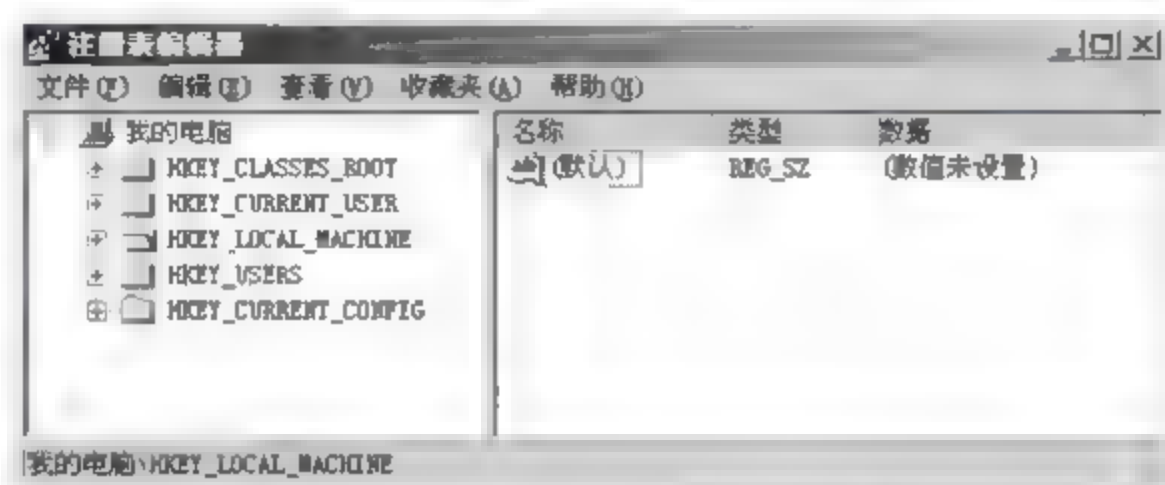 注册表编辑器
文件(F) 编辑(E) 查看(V) 收藏夹(A) 帮助(H)
我的电脑
HKEY_CLASSES_ROOT
HKEY_CURRENT_USER
HKEY_LOCAL_MACHINE
HKEY_USERS
HKEY_CURRENT_CONFIG
名称 类型 数据
(默认) REG_SZ (数值未设置)
我的电脑\HKEY_LOCAL_MACHINE